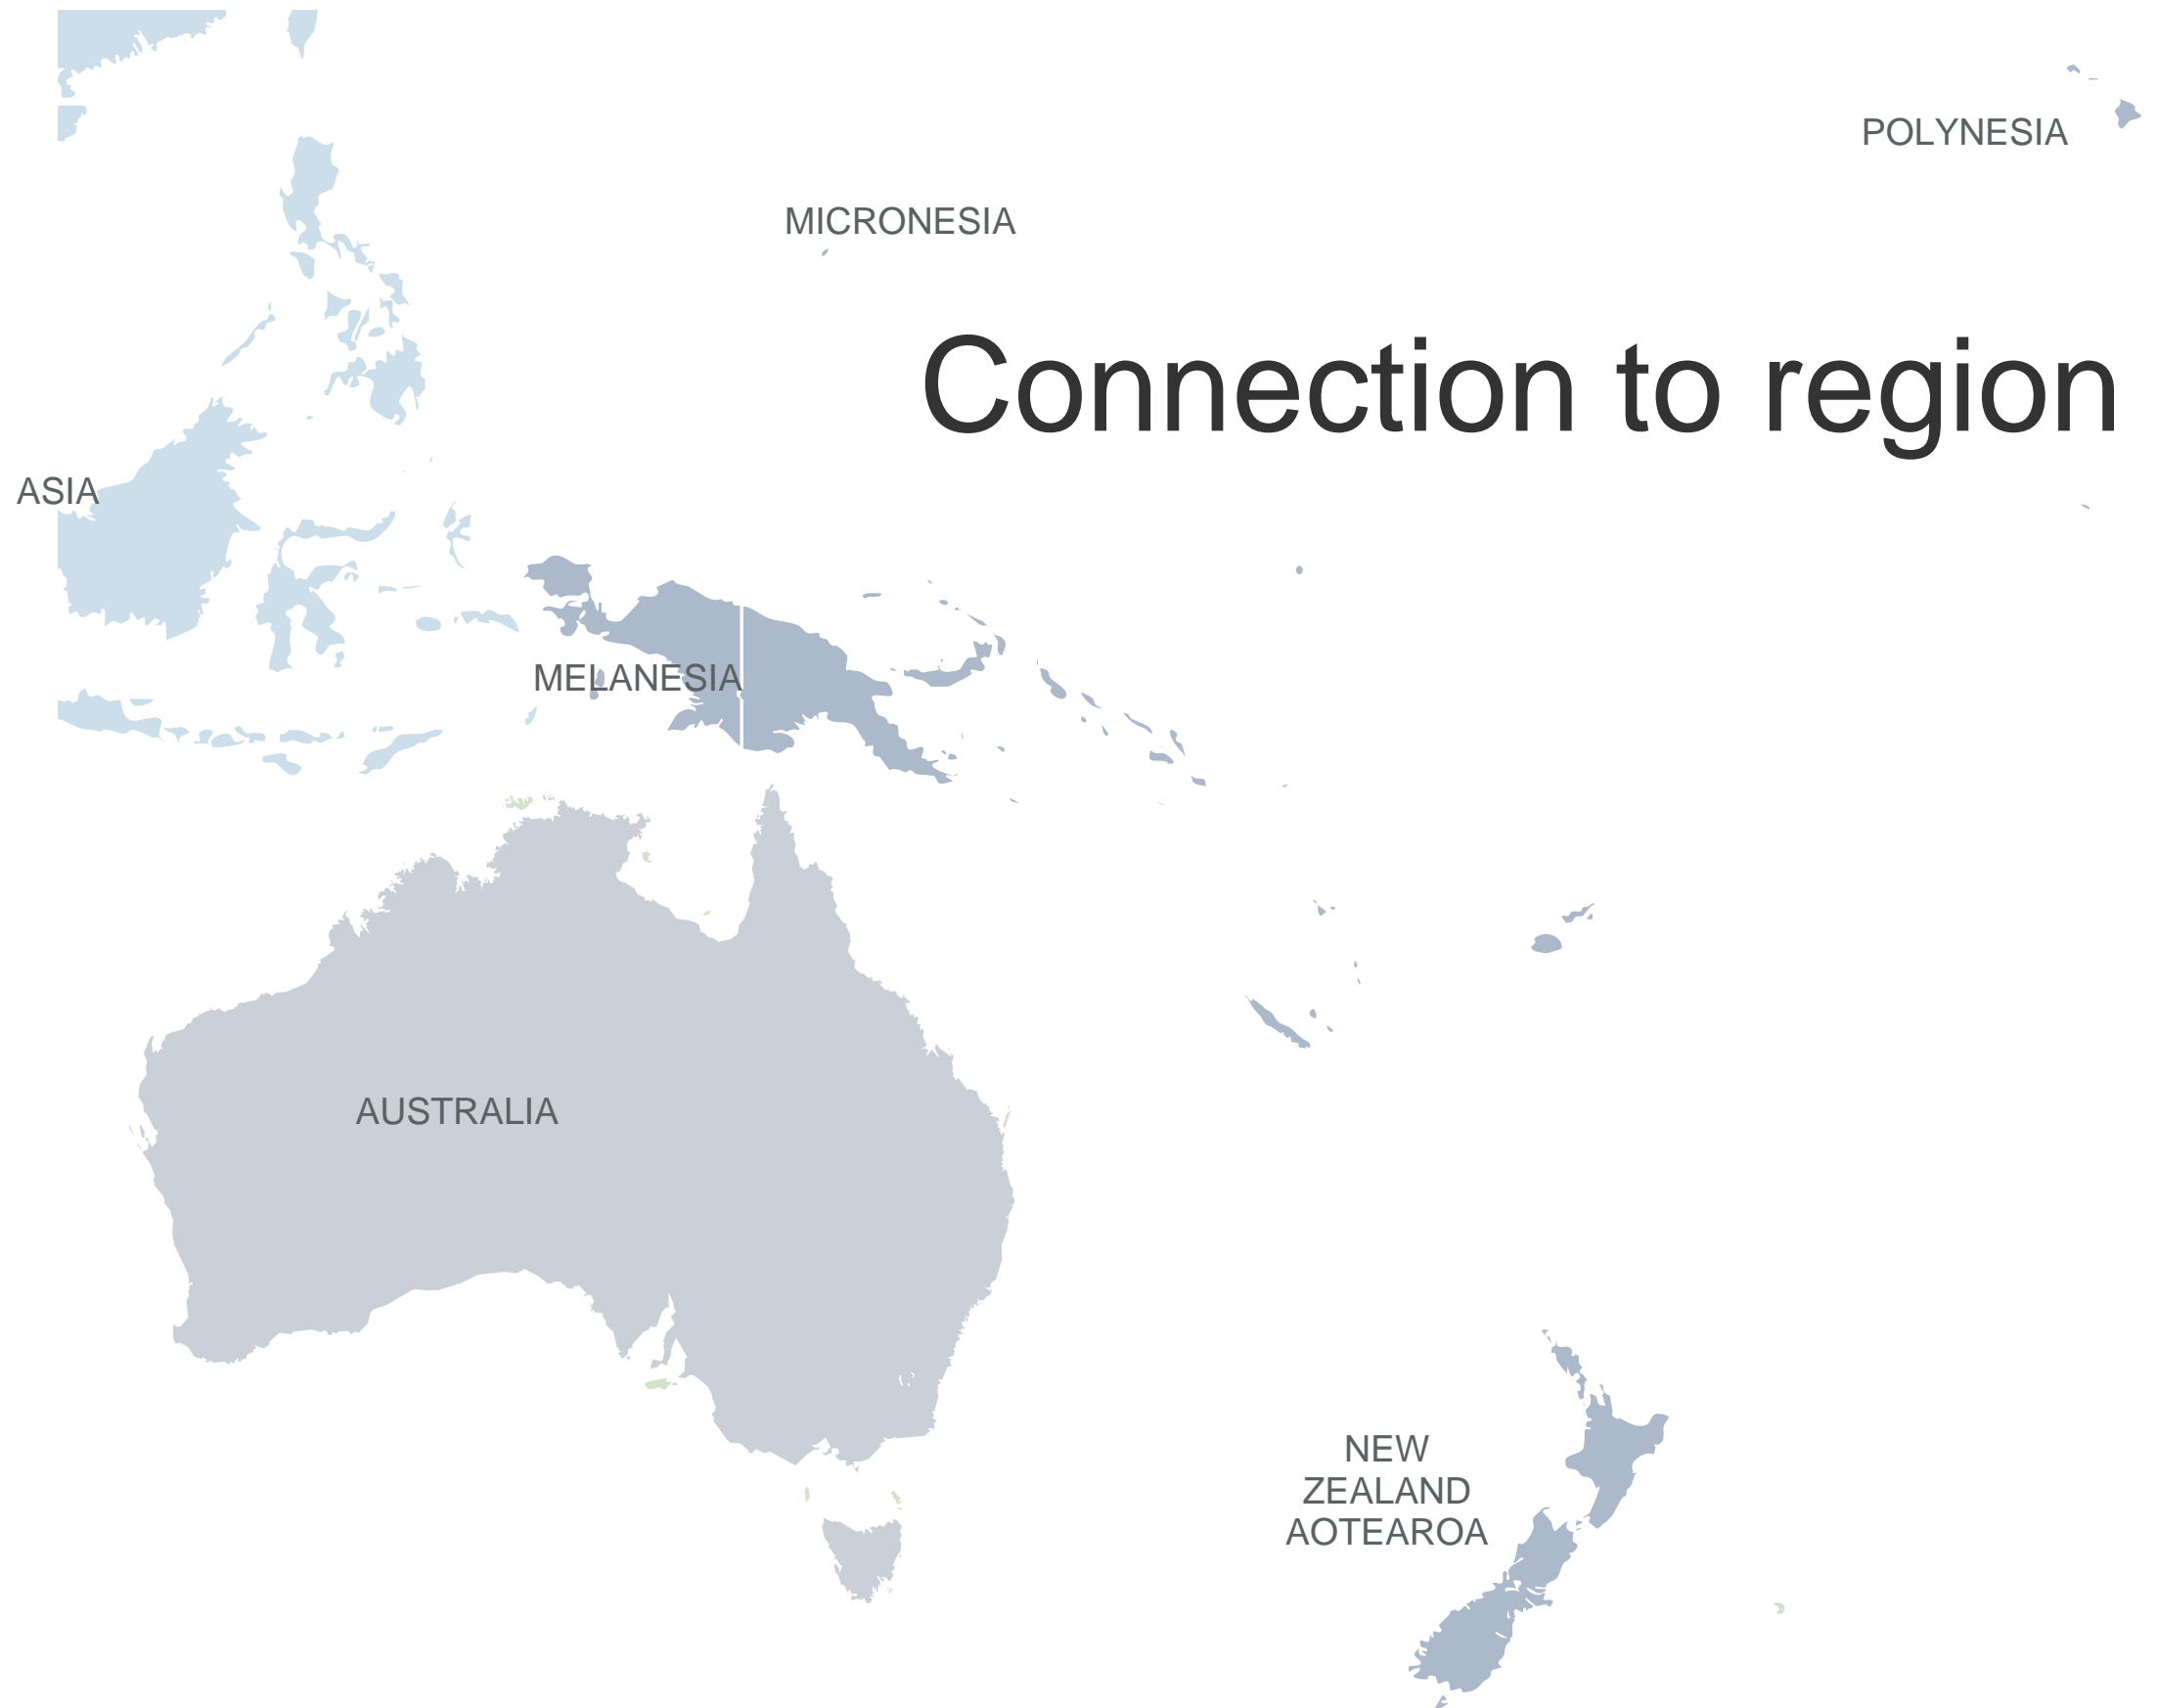 POLYNESIA
MICRONESIA
Connection to region
ASIA
MELANESIA
AUSTRALIA
NEW
ZEALAND
AOTEAROA